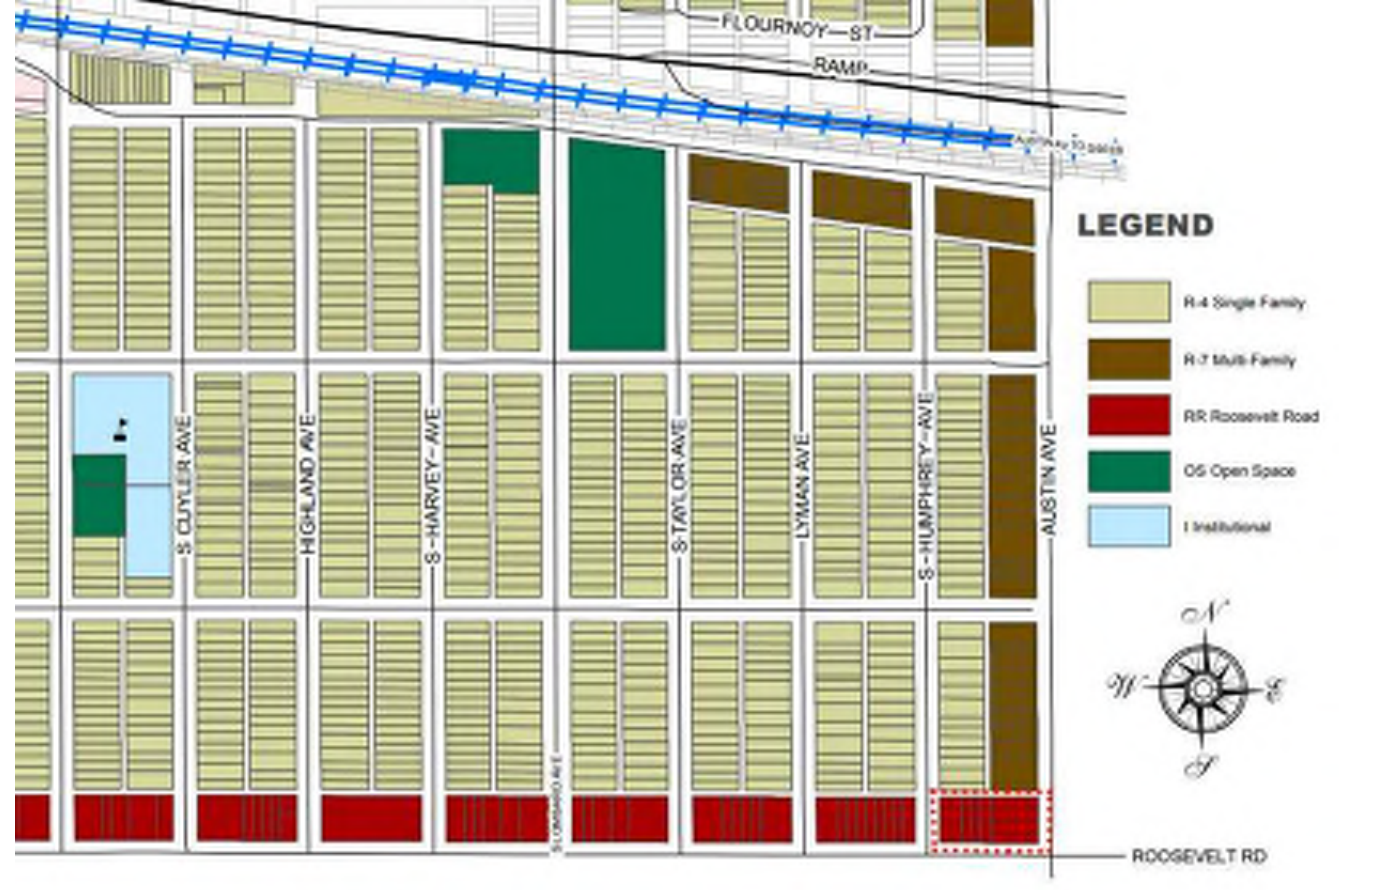 FLOURNOY ST
RAMP
LEGEND
R-4 Single Family
R-7 Multi-Family
RR Roosevelt Road
OS Open Space
I Institutional
S CUYLER AVE
HIGHLAND AVE
S HARVEY AVE
S TAYLOR AVE
LYMAN AVE
S HUMPHREY AVE
AUSTIN AVE
N
W
E
S
S LOMBARD AVE
ROOSEVELT RD